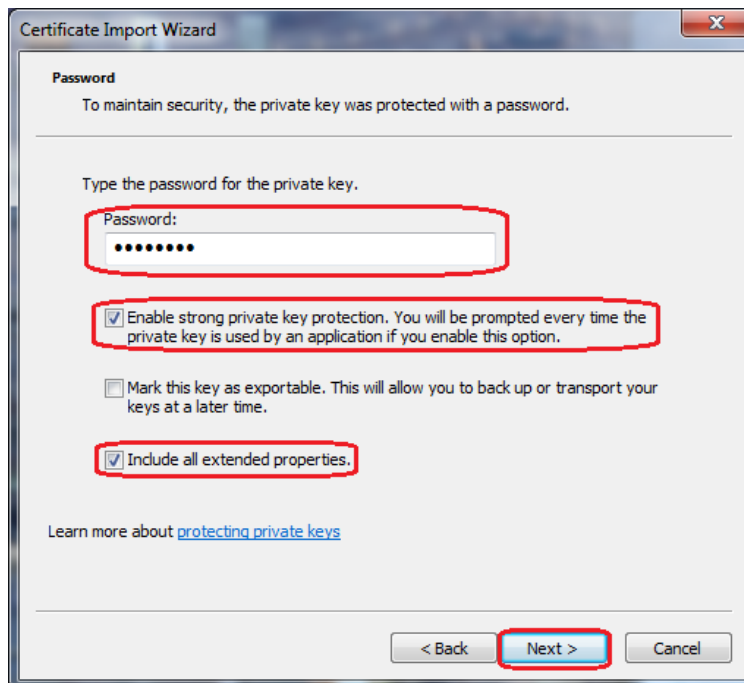 Certificate Import Wizard
Password
To maintain security, the private key was protected with a password.
Type the password for the private key.
Password:
••••••••
Enable strong private key protection. You will be prompted every time the
private key is used by an application if you enable this option.
Mark this key as exportable. This will allow you to back up or transport your
keys at a later time.
Include all extended properties.
Learn more about protecting private keys
< Back Next > Cancel